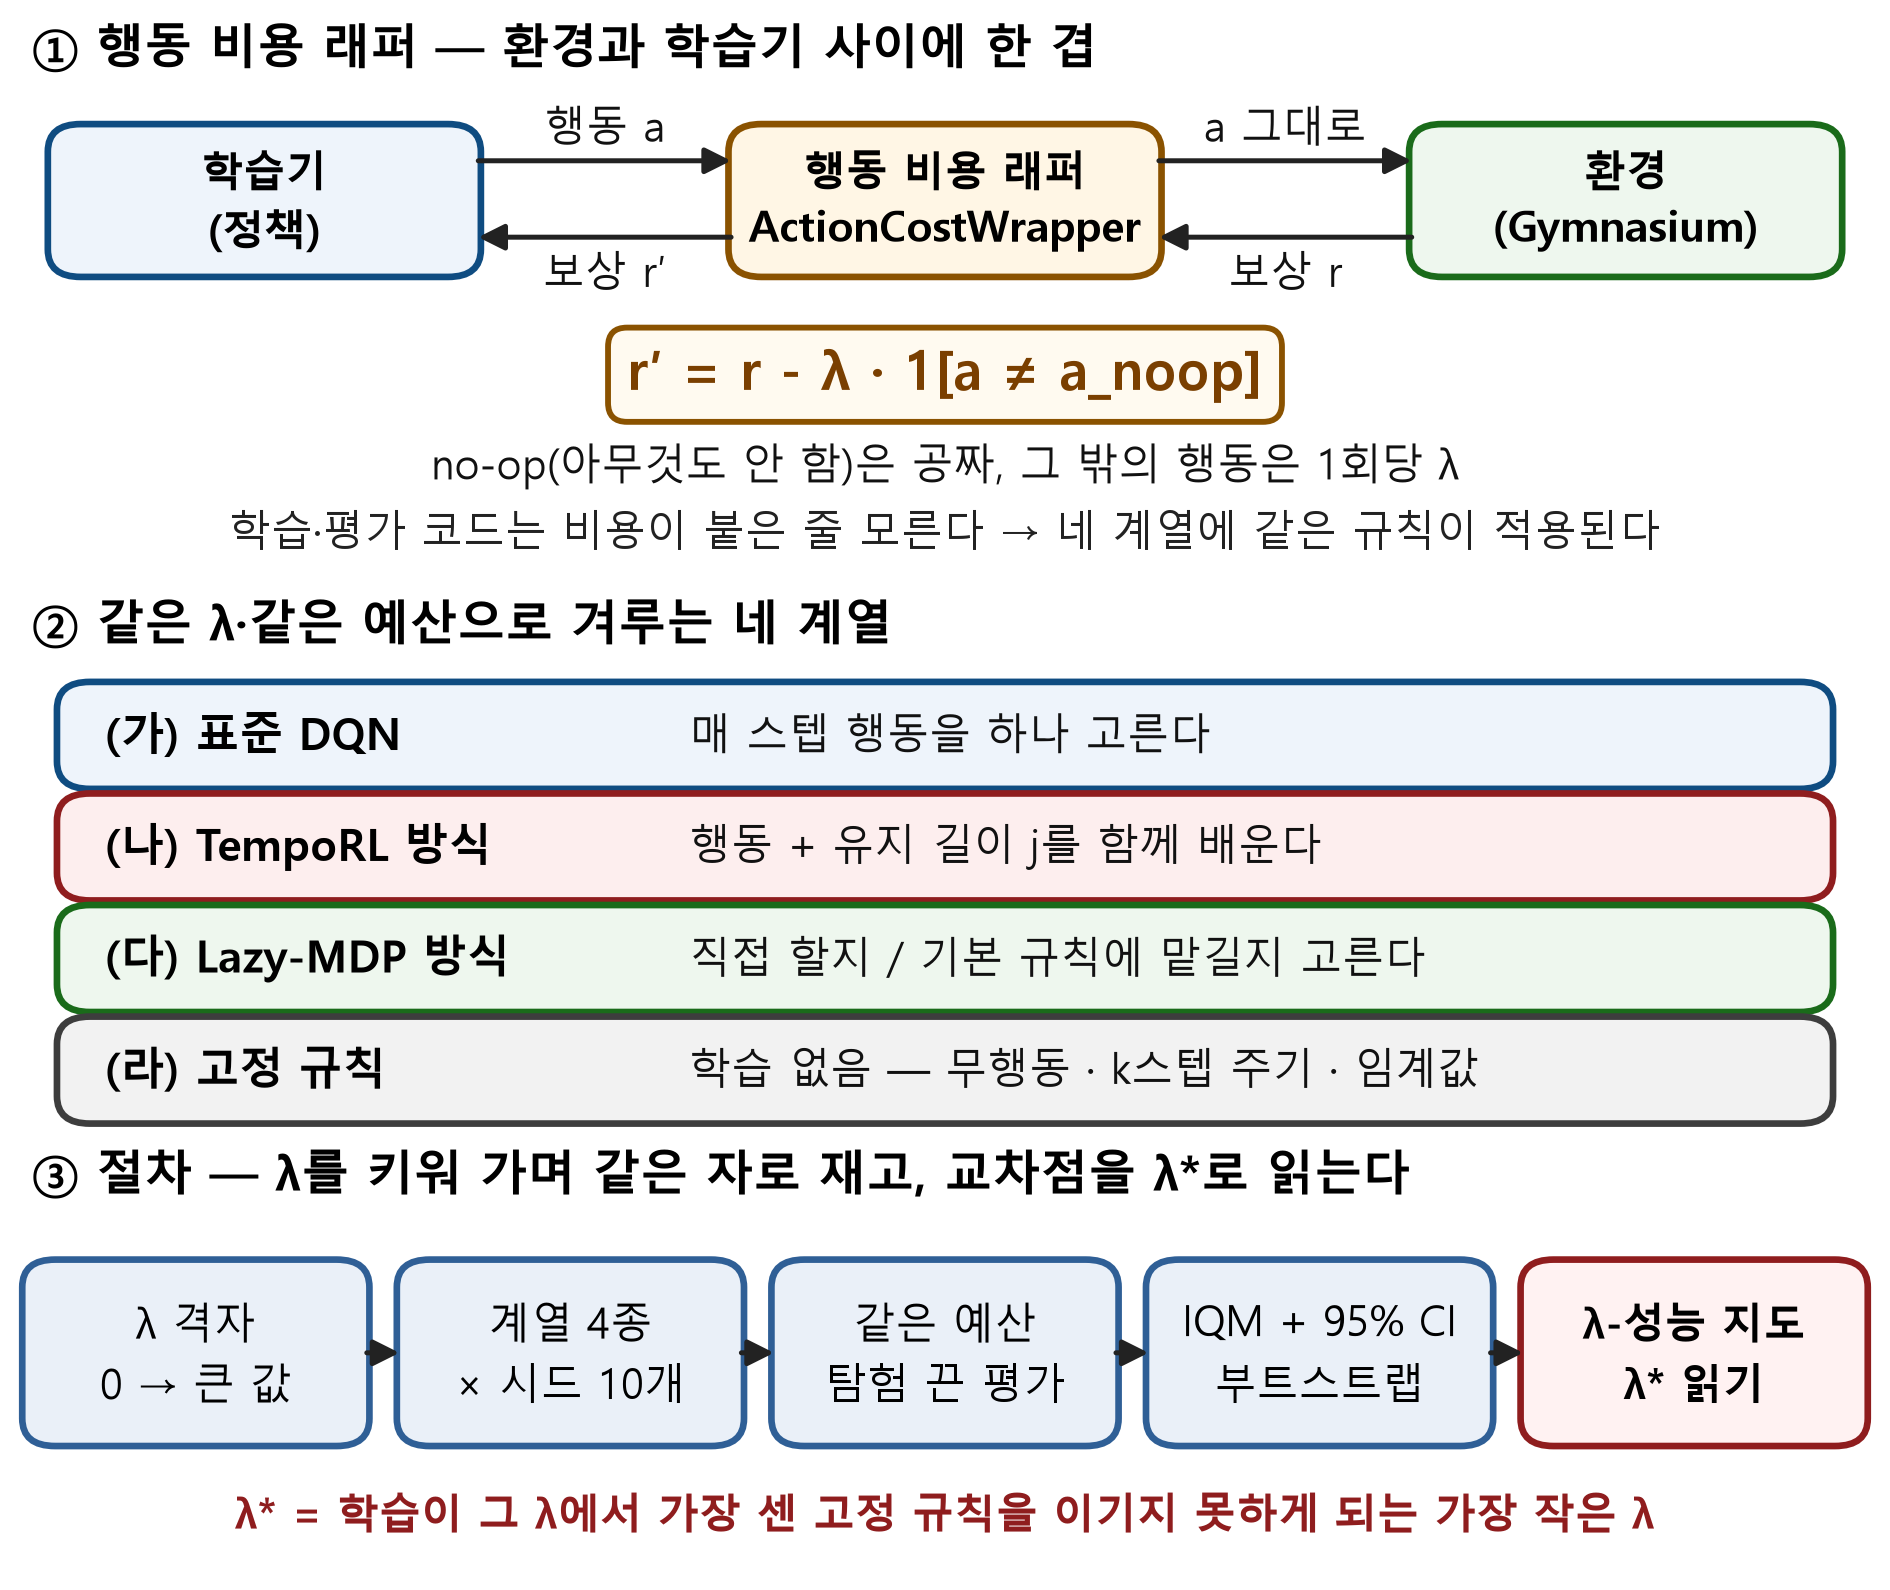 ① 행동 비용 래퍼 — 환경과 학습기 사이에 한 겹
행동 a
a 그대로
학습기
(정책)
행동 비용 래퍼
ActionCostWrapper
환경
(Gymnasium)
보상 r′
보상 r
r′ = r - λ · 1[a ≠ a_noop]
no-op(아무것도 안 함)은 공짜, 그 밖의 행동은 1회당 λ
학습·평가 코드는 비용이 붙은 줄 모른다 → 네 계열에 같은 규칙이 적용된다
② 같은 λ·같은 예산으로 겨루는 네 계열
(가) 표준 DQN 매 스텝 행동을 하나 고른다
(나) TempoRL 방식 행동 + 유지 길이 j를 함께 배운다
(다) Lazy-MDP 방식 직접 할지 / 기본 규칙에 맡길지 고른다
(라) 고정 규칙 학습 없음 — 무행동 · k스텝 주기 · 임계값
③ 절차 — λ를 키워 가며 같은 자로 재고, 교차점을 λ*로 읽는다
λ 격자
0 → 큰 값
계열 4종
× 시드 10개
같은 예산
탐험 끈 평가
IQM + 95% CI
부트스트랩
λ-성능 지도
λ* 읽기
λ* = 학습이 그 λ에서 가장 센 고정 규칙을 이기지 못하게 되는 가장 작은 λ